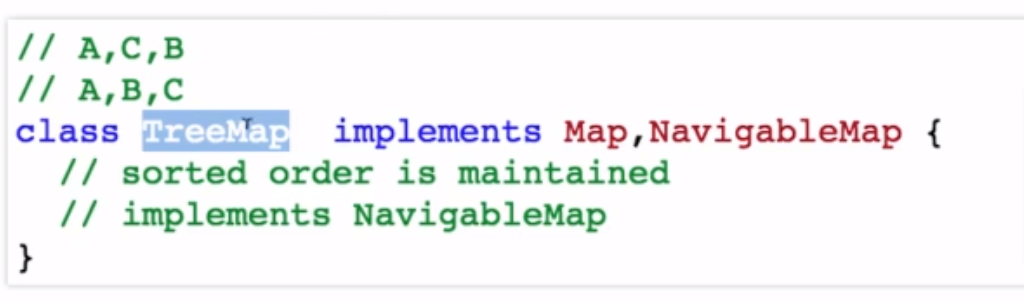 // A,C,B
// A,B,C
class TreeMap  implements Map,NavigableMap {
  // sorted order is maintained
  // implements NavigableMap
}